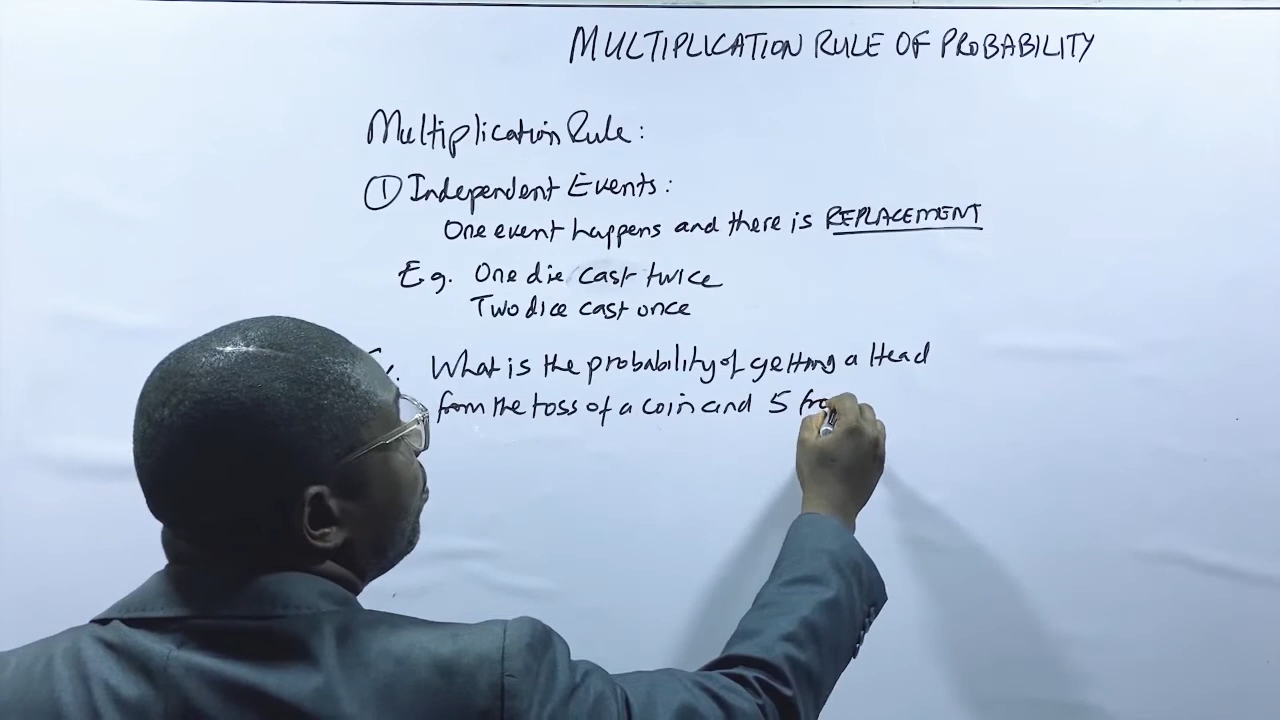 MULTIPLICATION RULE OF PROBABILITY
Multiplication Rule:
① Independent Events:
One event happens and there is REPLACEMENT
Eg. One die cast twice
Two dice cast once
What is the probability of getting a Head
from the toss of a coin and 5